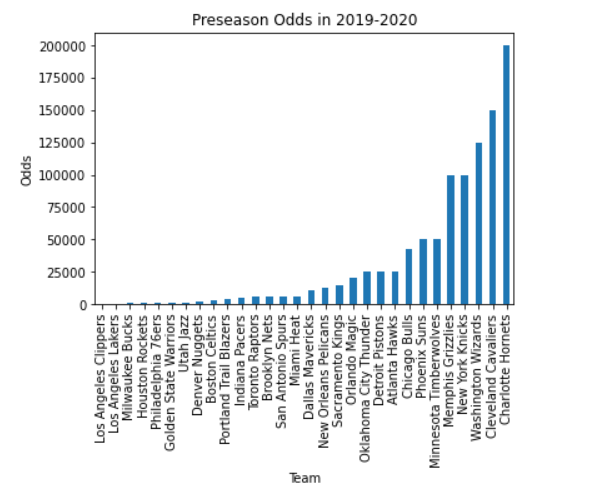 Preseason Odds in 2019-2020
200000
175000
150000
125000
100000
75000
50000
25000
0
Odds
Los Angeles Clippers
Los Angeles Lakers
Milwaukee Bucks
Houston Rockets
Philadelphia 76ers
Golden State Warriors
Utah Jazz
Denver Nuggets
Boston Celtics
Portland Trail Blazers
Indiana Pacers
Toronto Raptors
Brooklyn Nets
San Antonio Spurs
Miami Heat
Dallas Mavericks
New Orleans Pelicans
Sacramento Kings
Orlando Magic
Oklahoma City Thunder
Detroit Pistons
Atlanta Hawks
Chicago Bulls
Phoenix Suns
Minnesota Timberwolves
Memphis Grizzlies
New York Knicks
Washington Wizards
Cleveland Cavaliers
Charlotte Hornets
Team